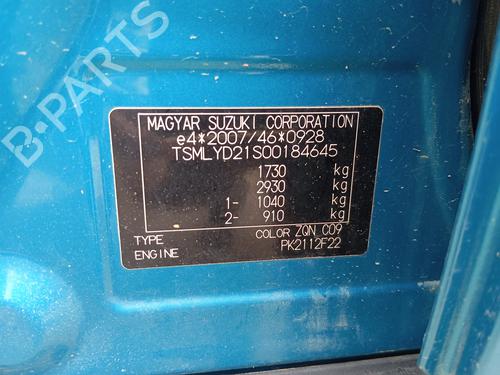 MAGYAR SUZUKI CORPORATION
e4*2007/46*0928
TSMLYD21S00184645
1730 kg
2930 kg
1- 1040 kg
2- 910 kg
TYPE COLOR ZQN C09
ENGINE PK2112F22
B PARTS